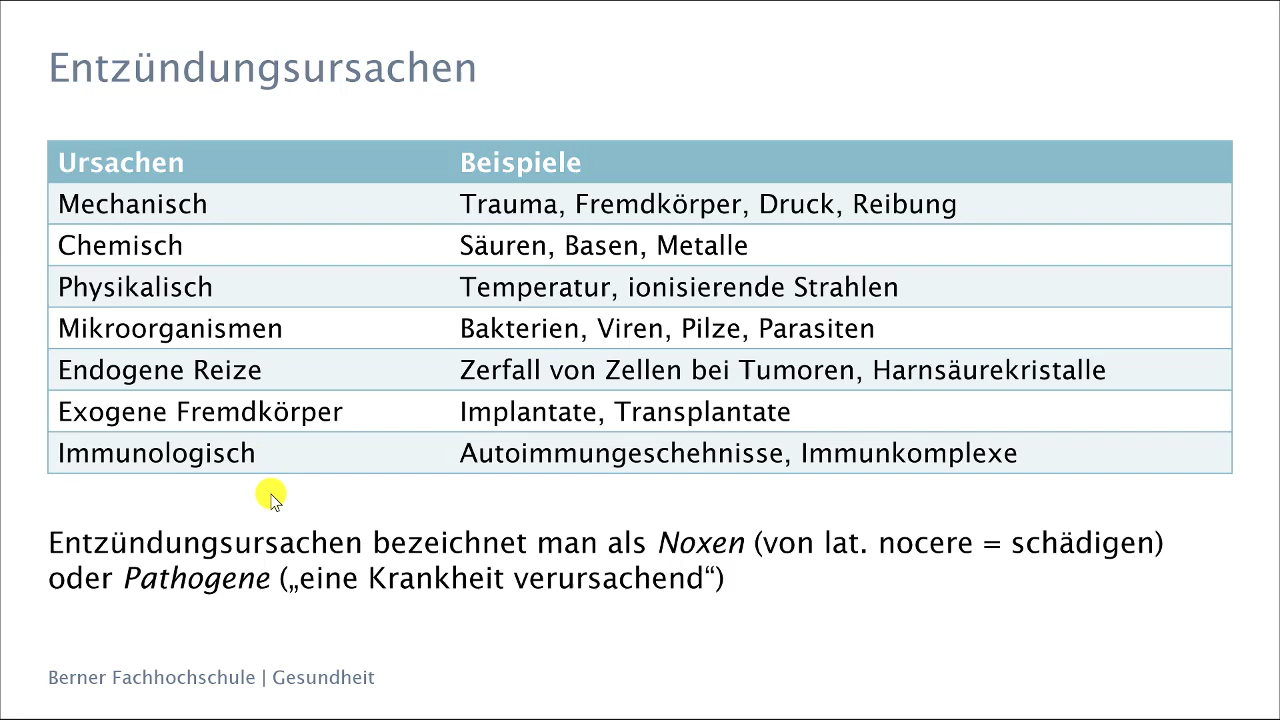 Entzündungsursachen
Ursachen Beispiele
Mechanisch Trauma, Fremdkörper, Druck, Reibung
Chemisch Säuren, Basen, Metalle
Physikalisch Temperatur, ionisierende Strahlen
Mikroorganismen Bakterien, Viren, Pilze, Parasiten
Endogene Reize Zerfall von Zellen bei Tumoren, Harnsäurekristalle
Exogene Fremdkörper Implantate, Transplantate
Immunologisch Autoimmungeschehnisse, Immunkomplexe
Entzündungsursachen bezeichnet man als Noxen (von lat. nocere = schädigen)
oder Pathogene („eine Krankheit verursachend“)
Berner Fachhochschule | Gesundheit